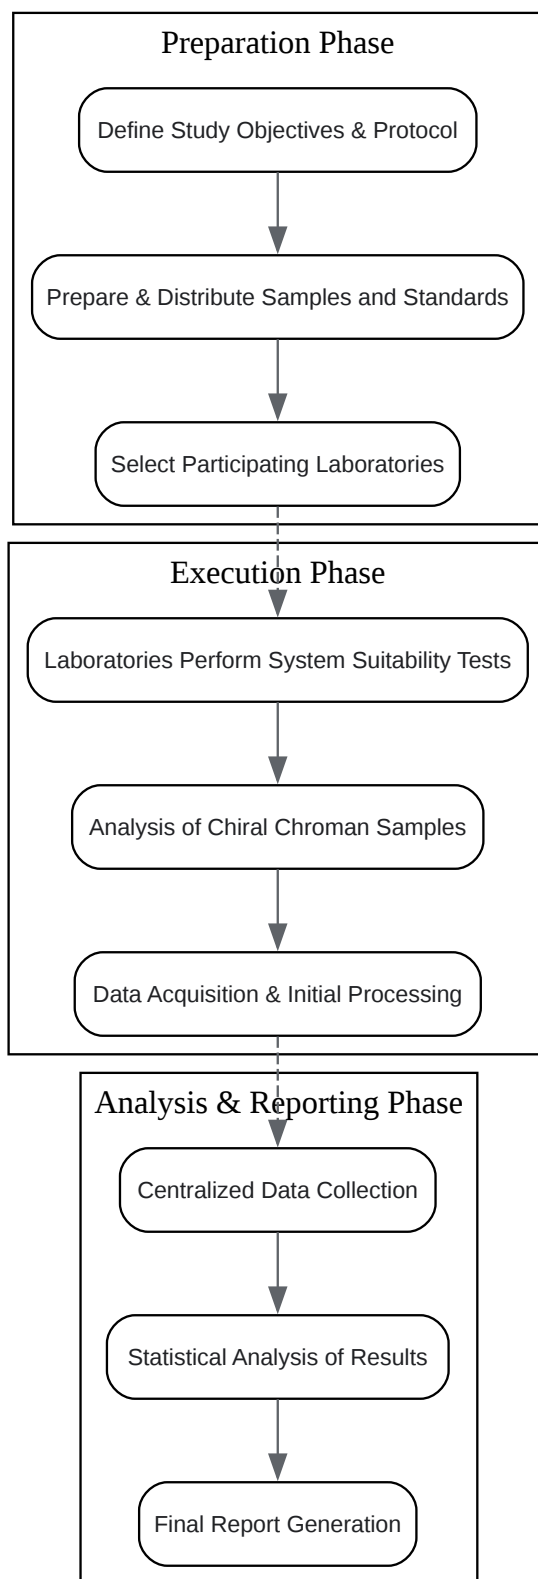 Preparation Phase
Define Study Objectives & Protocol
Prepare & Distribute Samples and Standards
Select Participating Laboratories
Execution Phase
Laboratories Perform System Suitability Tests
Analysis of Chiral Chroman Samples
Data Acquisition & Initial Processing
Analysis & Reporting Phase
Centralized Data Collection
Statistical Analysis of Results
Final Report Generation